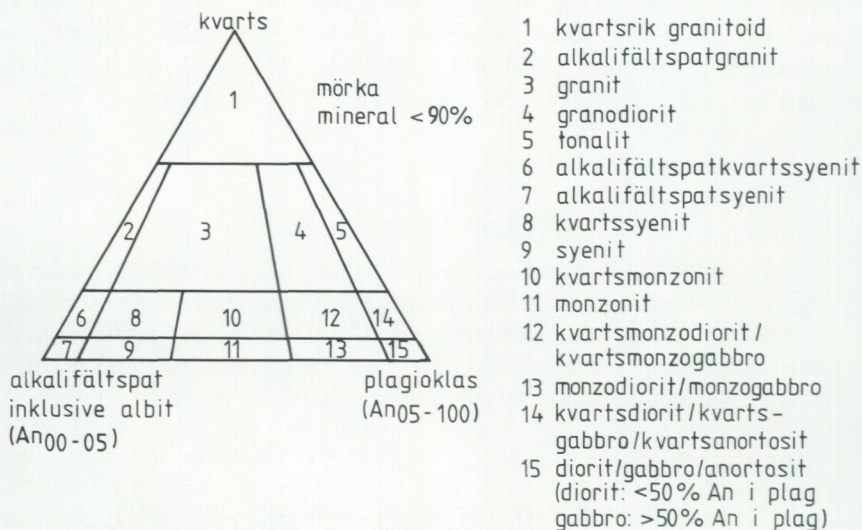 kvarts
mörka
mineral < 90%
1
2
3
4
5
6
8
10
12
14
7
9
11
13
15
alkalifältspat
inklusive albit
(An00-05)
plagioklas
(An05-100)
1 kvartsrik granitoid
2 alkalifältspatgranit
3 granit
4 granodiorit
5 tonalit
6 alkalifältspatkvartssyenit
7 alkalifältspatsyenit
8 kvartssyenit
9 syenit
10 kvartsmonzonit
11 monzonit
12 kvartsmonzodiorit/
kvartsmonzogabbro
13 monzodiorit/monzogabbro
14 kvartsdiorit/kvarts-
gabbro/kvartsanortosit
15 diorit/gabbro/anortosit
(diorit: <50% An i plag
gabbro: >50% An i plag)